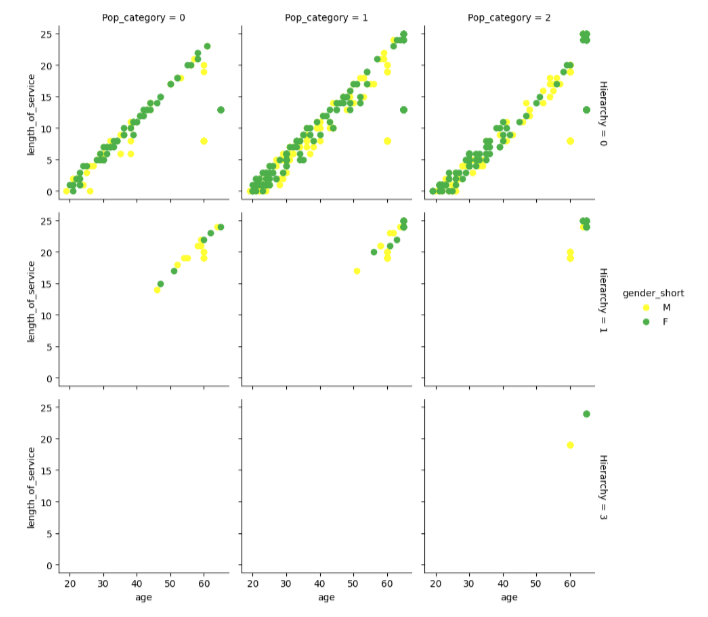 Pop_category = 0
Pop_category = 1
Pop_category = 2
25
20
15
10
5
0
length_of_service
Hierarchy = 0
25
20
15
10
5
0
length_of_service
Hierarchy = 1
gender_short
M
F
25
20
15
10
5
0
length_of_service
Hierarchy = 3
20 30 40 50 60
20 30 40 50 60
20 30 40 50 60
age
age
age